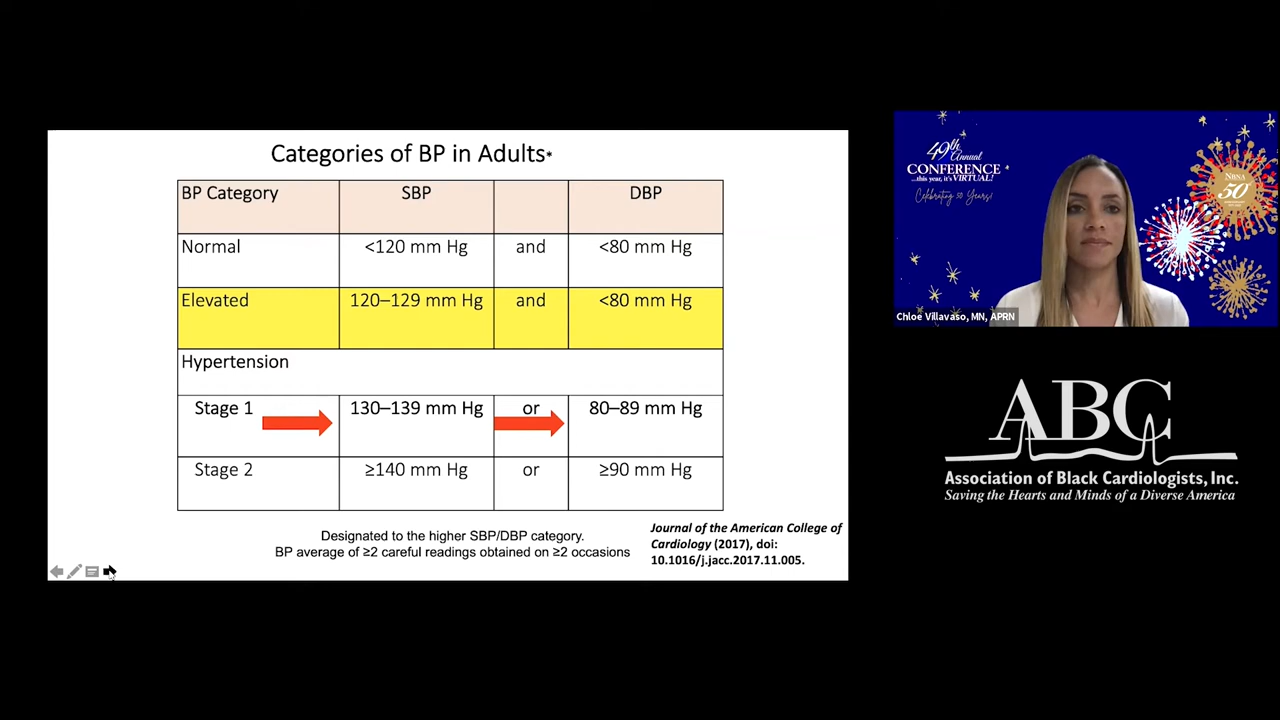 Categories of BP in Adults*
BP Category SBP DBP
Normal <120 mm Hg and <80 mm Hg
Elevated 120–129 mm Hg and <80 mm Hg
Hypertension
Stage 1 130–139 mm Hg or 80–89 mm Hg
Stage 2 ≥140 mm Hg or ≥90 mm Hg
Designated to the higher SBP/DBP category.
BP average of ≥2 careful readings obtained on ≥2 occasions
Journal of the American College of
Cardiology (2017), doi:
10.1016/j.jacc.2017.11.005.
49th
Annual
CONFERENCE
...this year, it's VIRTUAL!
Celebrating 50 Years!
NBNA
50
Chloe Villavaso, MN, APRN
ABC
Association of Black Cardiologists, Inc.
Saving the Hearts and Minds of a Diverse America